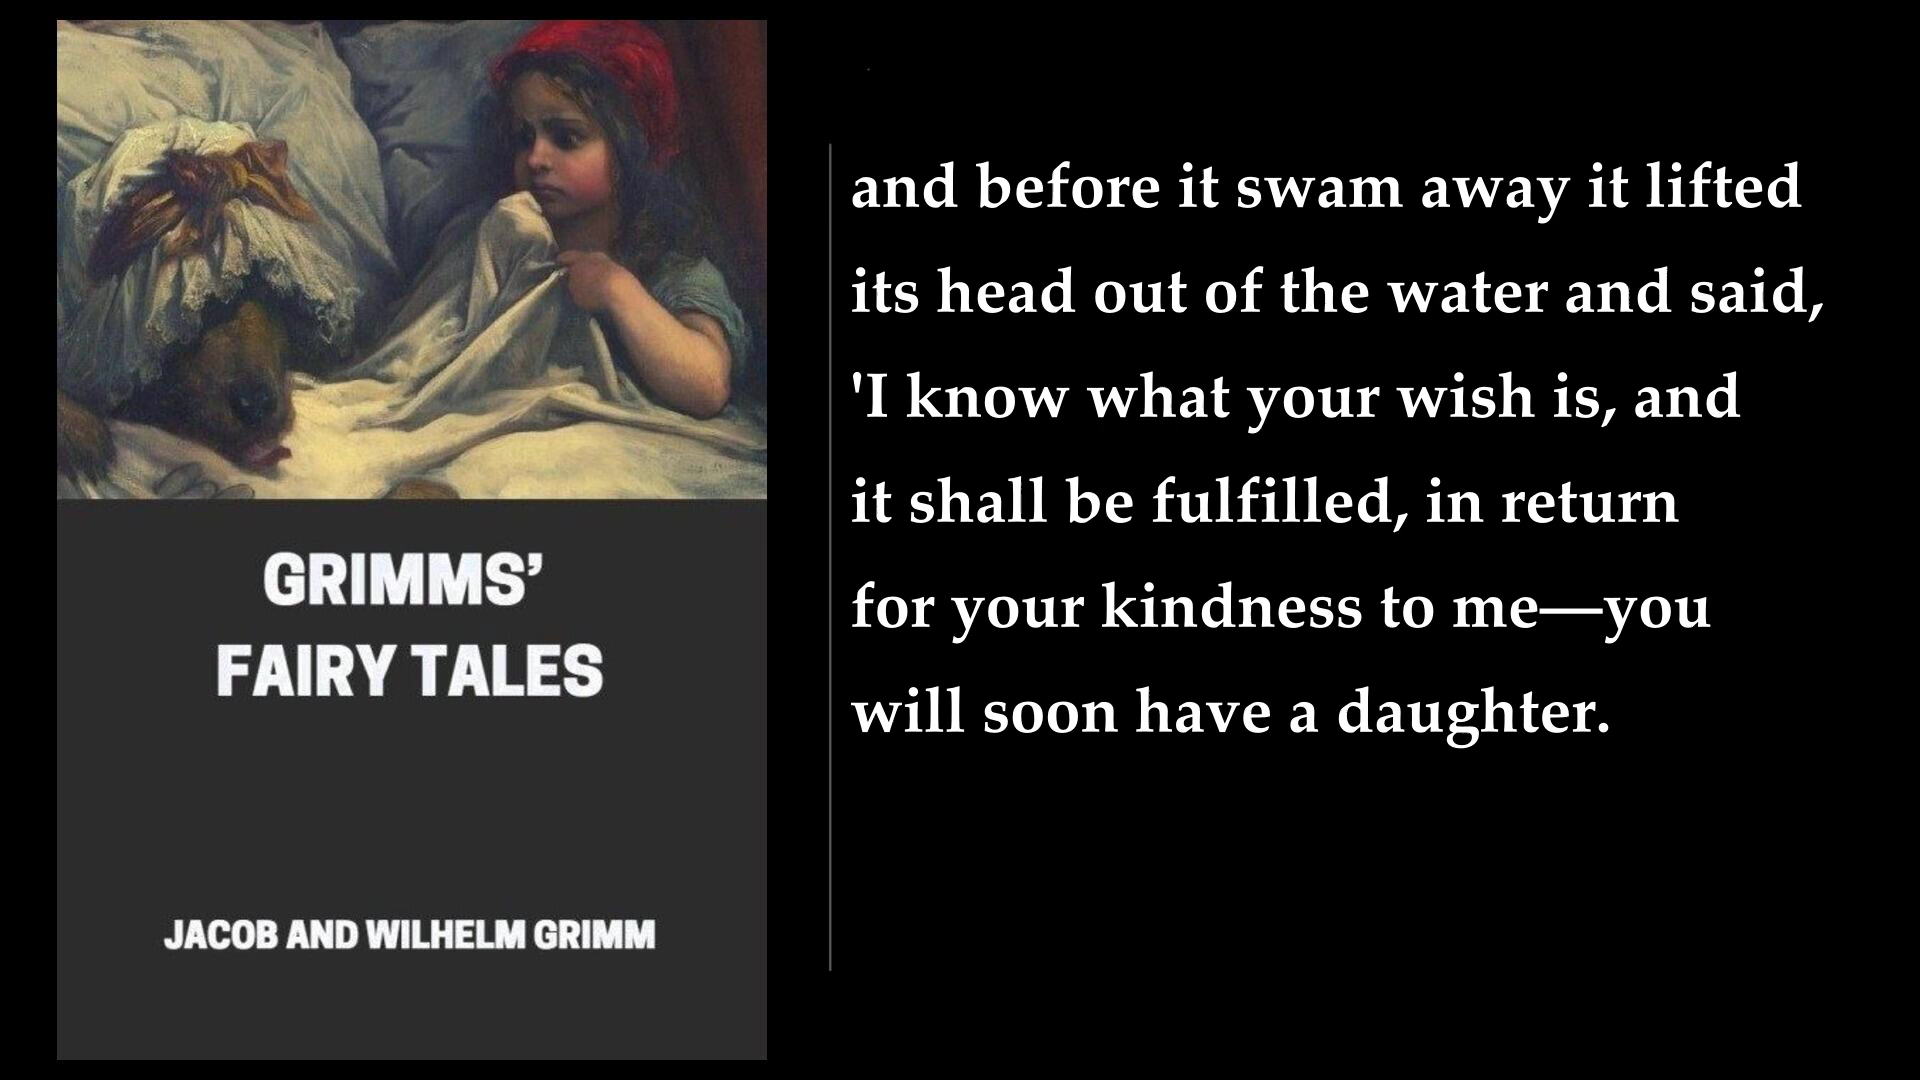 GRIMMS’
FAIRY TALES
JACOB AND WILHELM GRIMM
and before it swam away it lifted
its head out of the water and said,
'I know what your wish is, and
it shall be fulfilled, in return
for your kindness to me—you
will soon have a daughter.